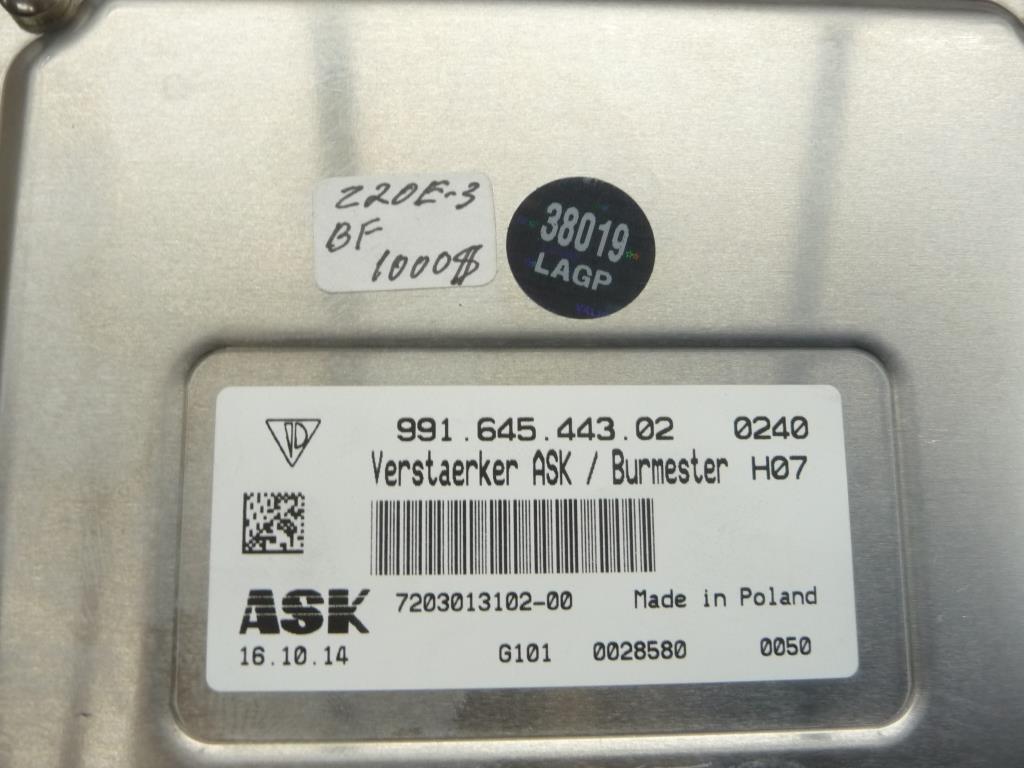 Z20E-3
BF
1000$
38019
LAGP
991.645.443.02 0240
Verstaerker ASK / Burmester H07
ASK 7203013102-00 Made in Poland
16.10.14 G101 0028580 0050